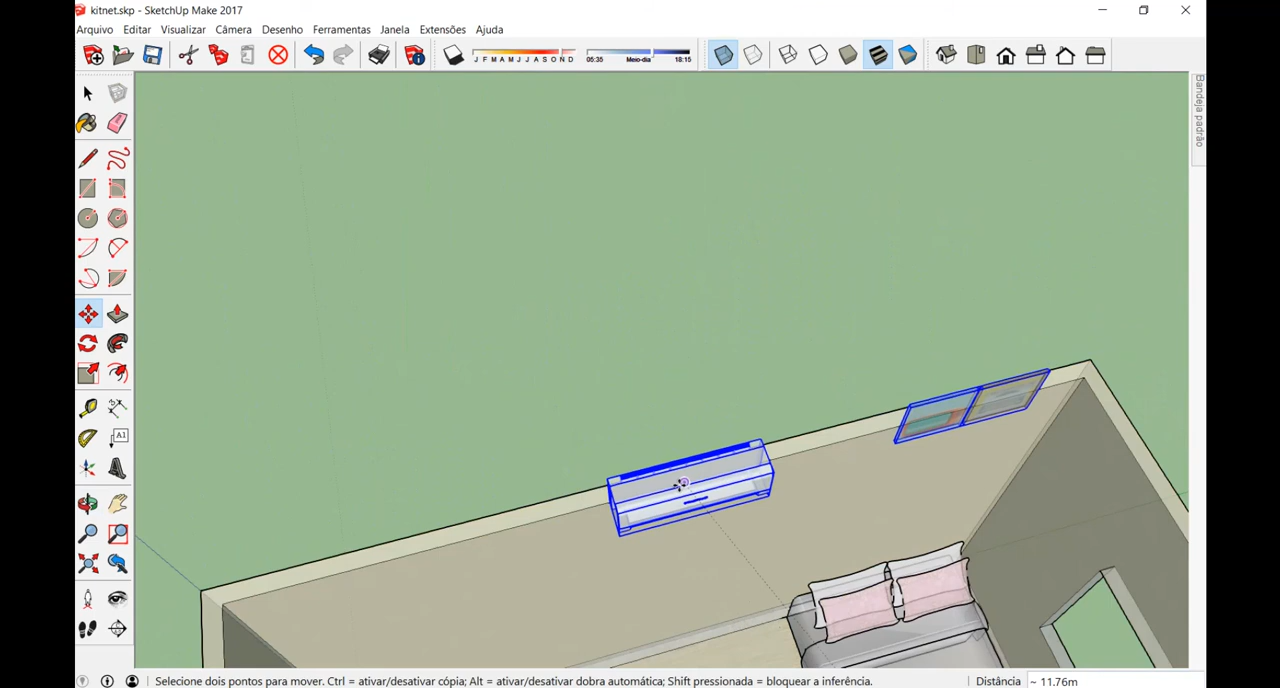 kitnet.skp - SketchUp Make 2017
Arquivo Editar Visualizar Câmera Desenho Ferramentas Janela Extensões Ajuda
J F M A M J J A S O N D 05:35 Meio-dia 18:15
Bandeja padrão
A1
Selecione dois pontos para mover. Ctrl = ativar/desativar cópia; Alt = ativar/desativar dobra automática; Shift pressionada = bloquear a inferência. Distância ~ 11.76m